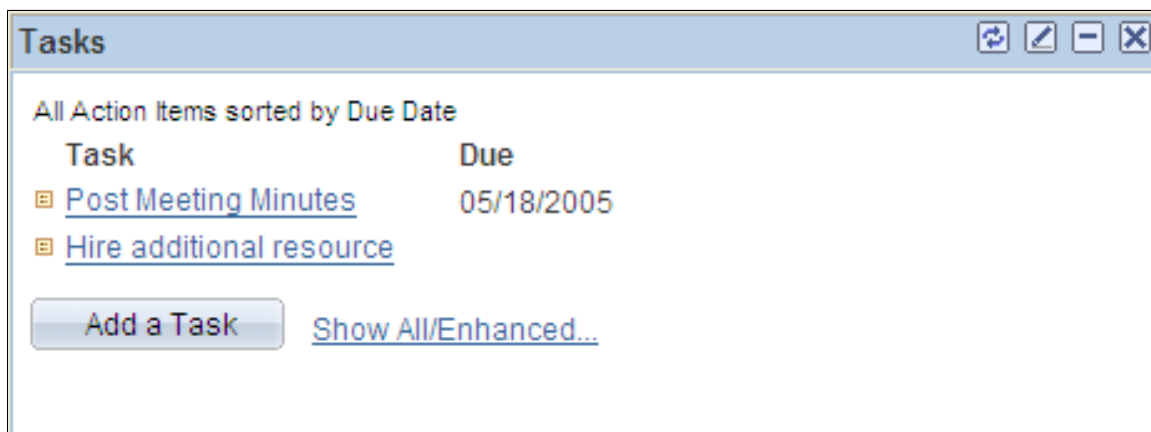 Tasks
All Action Items sorted by Due Date
Task Due
Post Meeting Minutes 05/18/2005
Hire additional resource
Add a Task Show All/Enhanced...